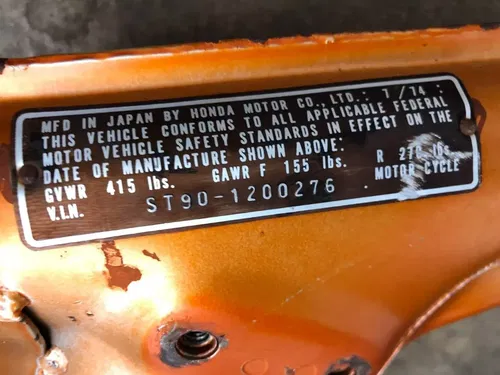 MFD IN JAPAN BY HONDA MOTOR CO., LTD.: 7/74
THIS VEHICLE CONFORMS TO ALL APPLICABLE FEDERAL
MOTOR VEHICLE SAFETY STANDARDS IN EFFECT ON THE
DATE OF MANUFACTURE SHOWN ABOVE:
GVWR 415 lbs. GAWR F 155 lbs. R lbs.
V.I.N. ST90-1200276 . MOTOR CYCLE